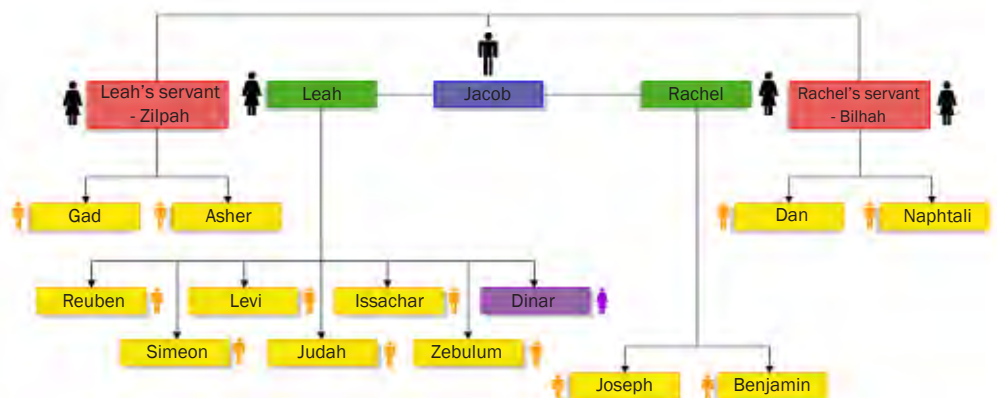 Leah's servant
- Zilpah
Leah
Jacob
Rachel
Rachel's servant
- Bilhah
Gad
Asher
Dan
Naphtali
Reuben
Levi
Issachar
Dinar
Simeon
Judah
Zebulum
Joseph
Benjamin